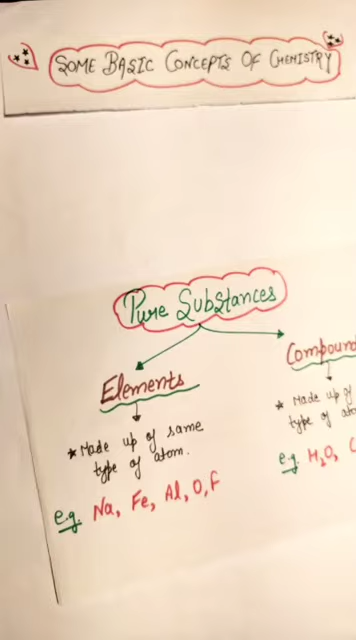 SOME BASIC CONCEPTS OF CHEMISTRY
Pure Substances
Elements
* Made up of same
type of atom.
e.g. Na, Fe, Al, O, F
Compound
* Made up of
type of
e.g. H₂O,